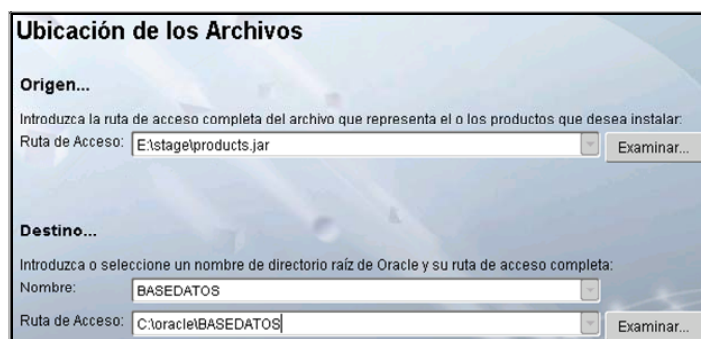 Ubicación de los Archivos
Origen...
Introduzca la ruta de acceso completa del archivo que representa el o los productos que desea instalar:
Ruta de Acceso: E:\stage\products.jar Examinar...
Destino...
Introduzca o seleccione un nombre de directorio raíz de Oracle y su ruta de acceso completa:
Nombre: BASEDATOS
Ruta de Acceso: C:\oracle\BASEDATOS Examinar...